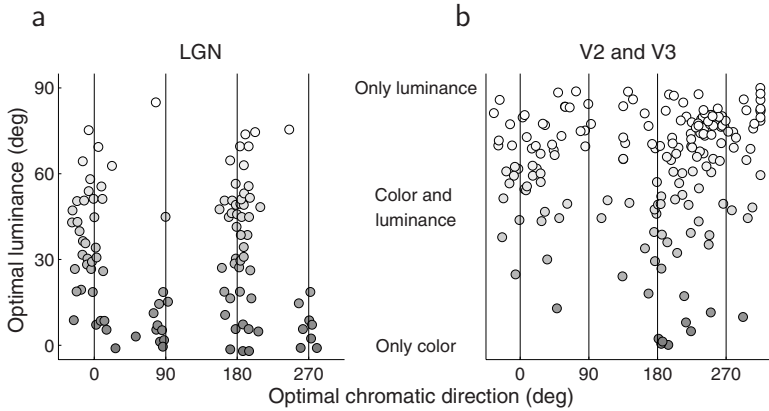 a
b
LGN
V2 and V3
Optimal luminance (deg)
90
60
30
0
Only luminance
Color and
luminance
Only color
0 90 180 270
0 90 180 270
Optimal chromatic direction (deg)